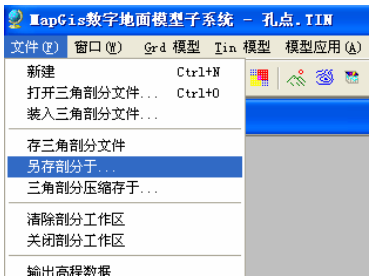 MapGis数字地面模型子系统 - 孔点.TIN
文件(F) 窗口(W) Grd 模型 Tin 模型 模型应用(A)
新建 Ctrl+N
打开三角剖分文件... Ctrl+O
装入三角剖分文件...
存三角剖分文件
另存剖分于...
三角剖分压缩存于...
清除剖分工作区
关闭剖分工作区
输出高程数据